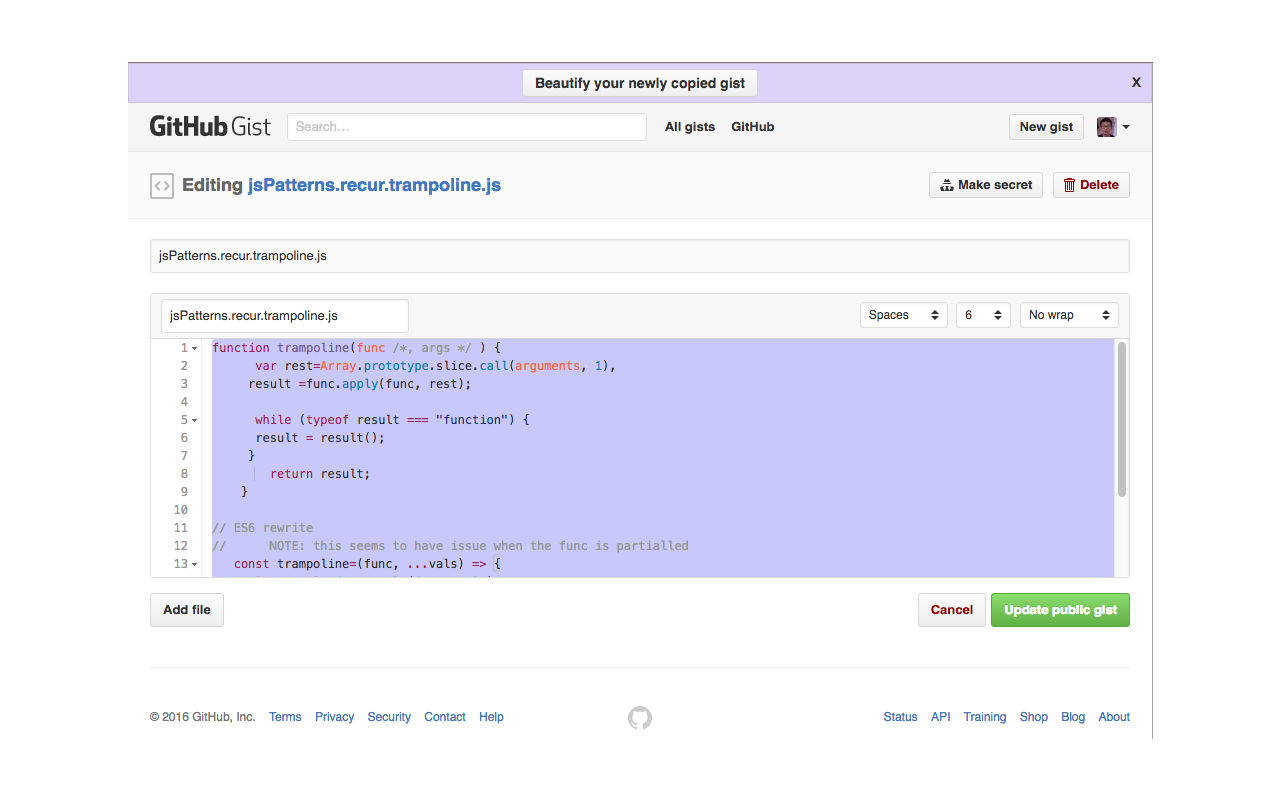 Beautify your newly copied gist X
GitHub Gist Search... All gists GitHub New gist
Editing jsPatterns.recur.trampoline.js Make secret Delete
jsPatterns.recur.trampoline.js
jsPatterns.recur.trampoline.js Spaces 6 No wrap
1 function trampoline(func /*, args */ ) {
2 var rest=Array.prototype.slice.call(arguments, 1),
3 result =func.apply(func, rest);
4
5 while (typeof result === "function") {
6 result = result();
7 }
8 return result;
9 }
10
11 // ES6 rewrite
12 // NOTE: this seems to have issue when the func is partialled
13 const trampoline=(func, ...vals) => {
Add file Cancel Update public gist
© 2016 GitHub, Inc. Terms Privacy Security Contact Help Status API Training Shop Blog About